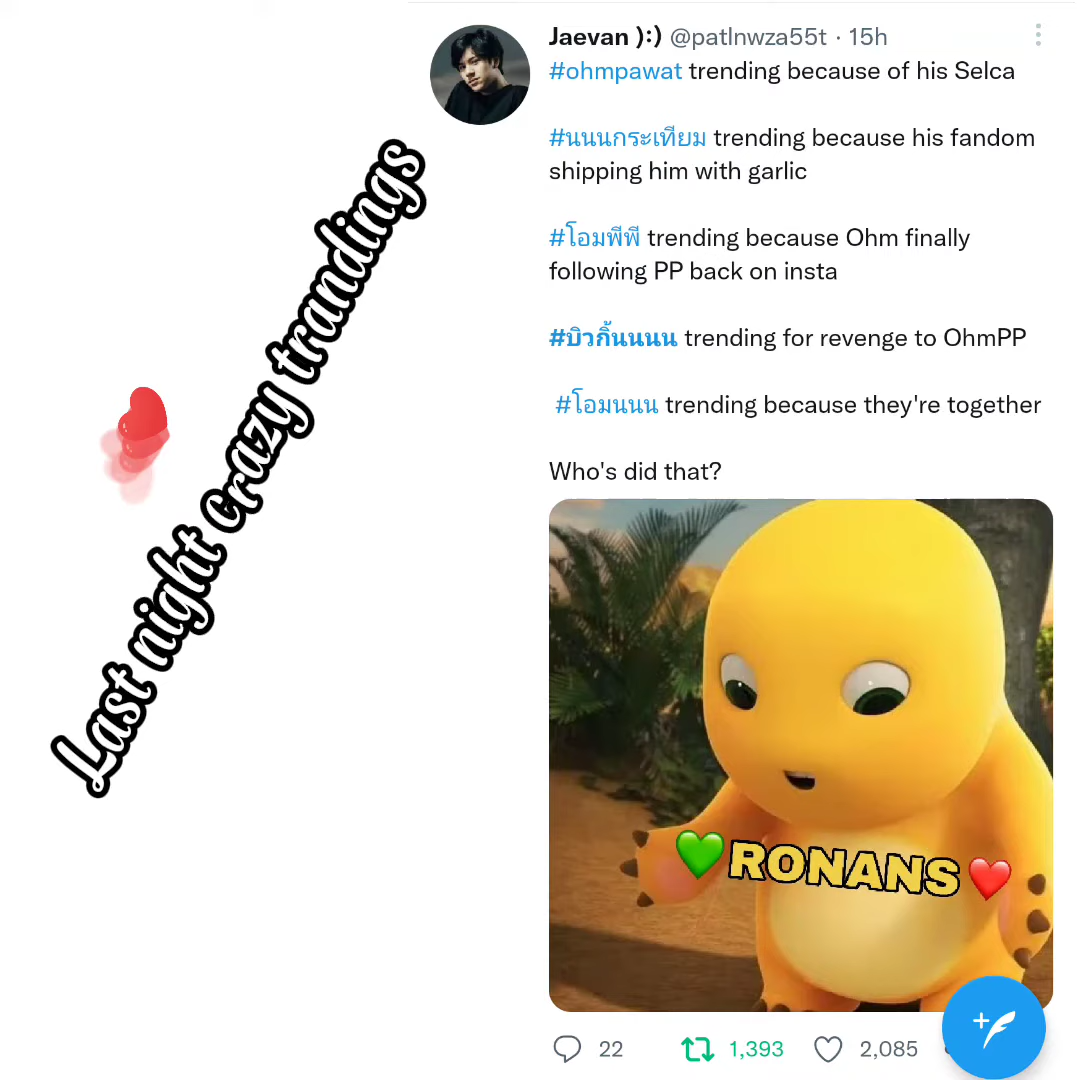 Jaevan ):) @patlnwza55t · 15h
#ohmpawat trending because of his Selca
#นนนกระเทียม trending because his fandom
shipping him with garlic
#โอมพีพี trending because Ohm finally
following PP back on insta
#บิวกิ้นนนน trending for revenge to OhmPP
#โอมนนน trending because they're together
Who's did that?
Last night crazy trandings
💚 RONANS ❤️
22 1,393 2,085